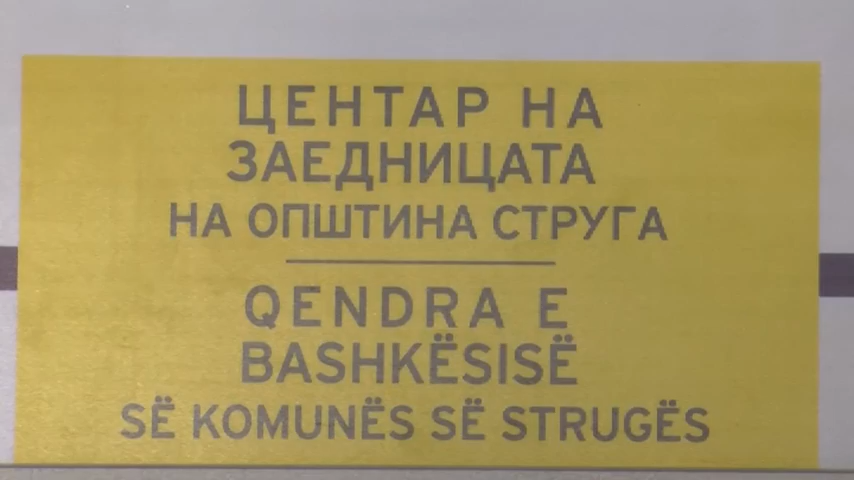 ЦЕНТАР НА
ЗАЕДНИЦАТА
НА ОПШТИНА СТРУГА
QENDRA E
BASHKËSISË
SË KOMUNËS SË STRUGËS